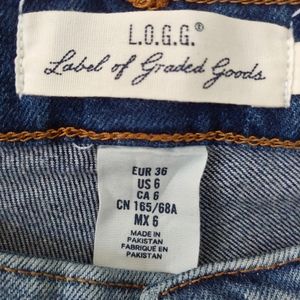 L.O.G.G.®
Label of Graded Goods
EUR 36
US 6
CA 6
CN 165/68A
MX 6
MADE IN
PAKISTAN
FABRIQUÉ EN
PAKISTAN